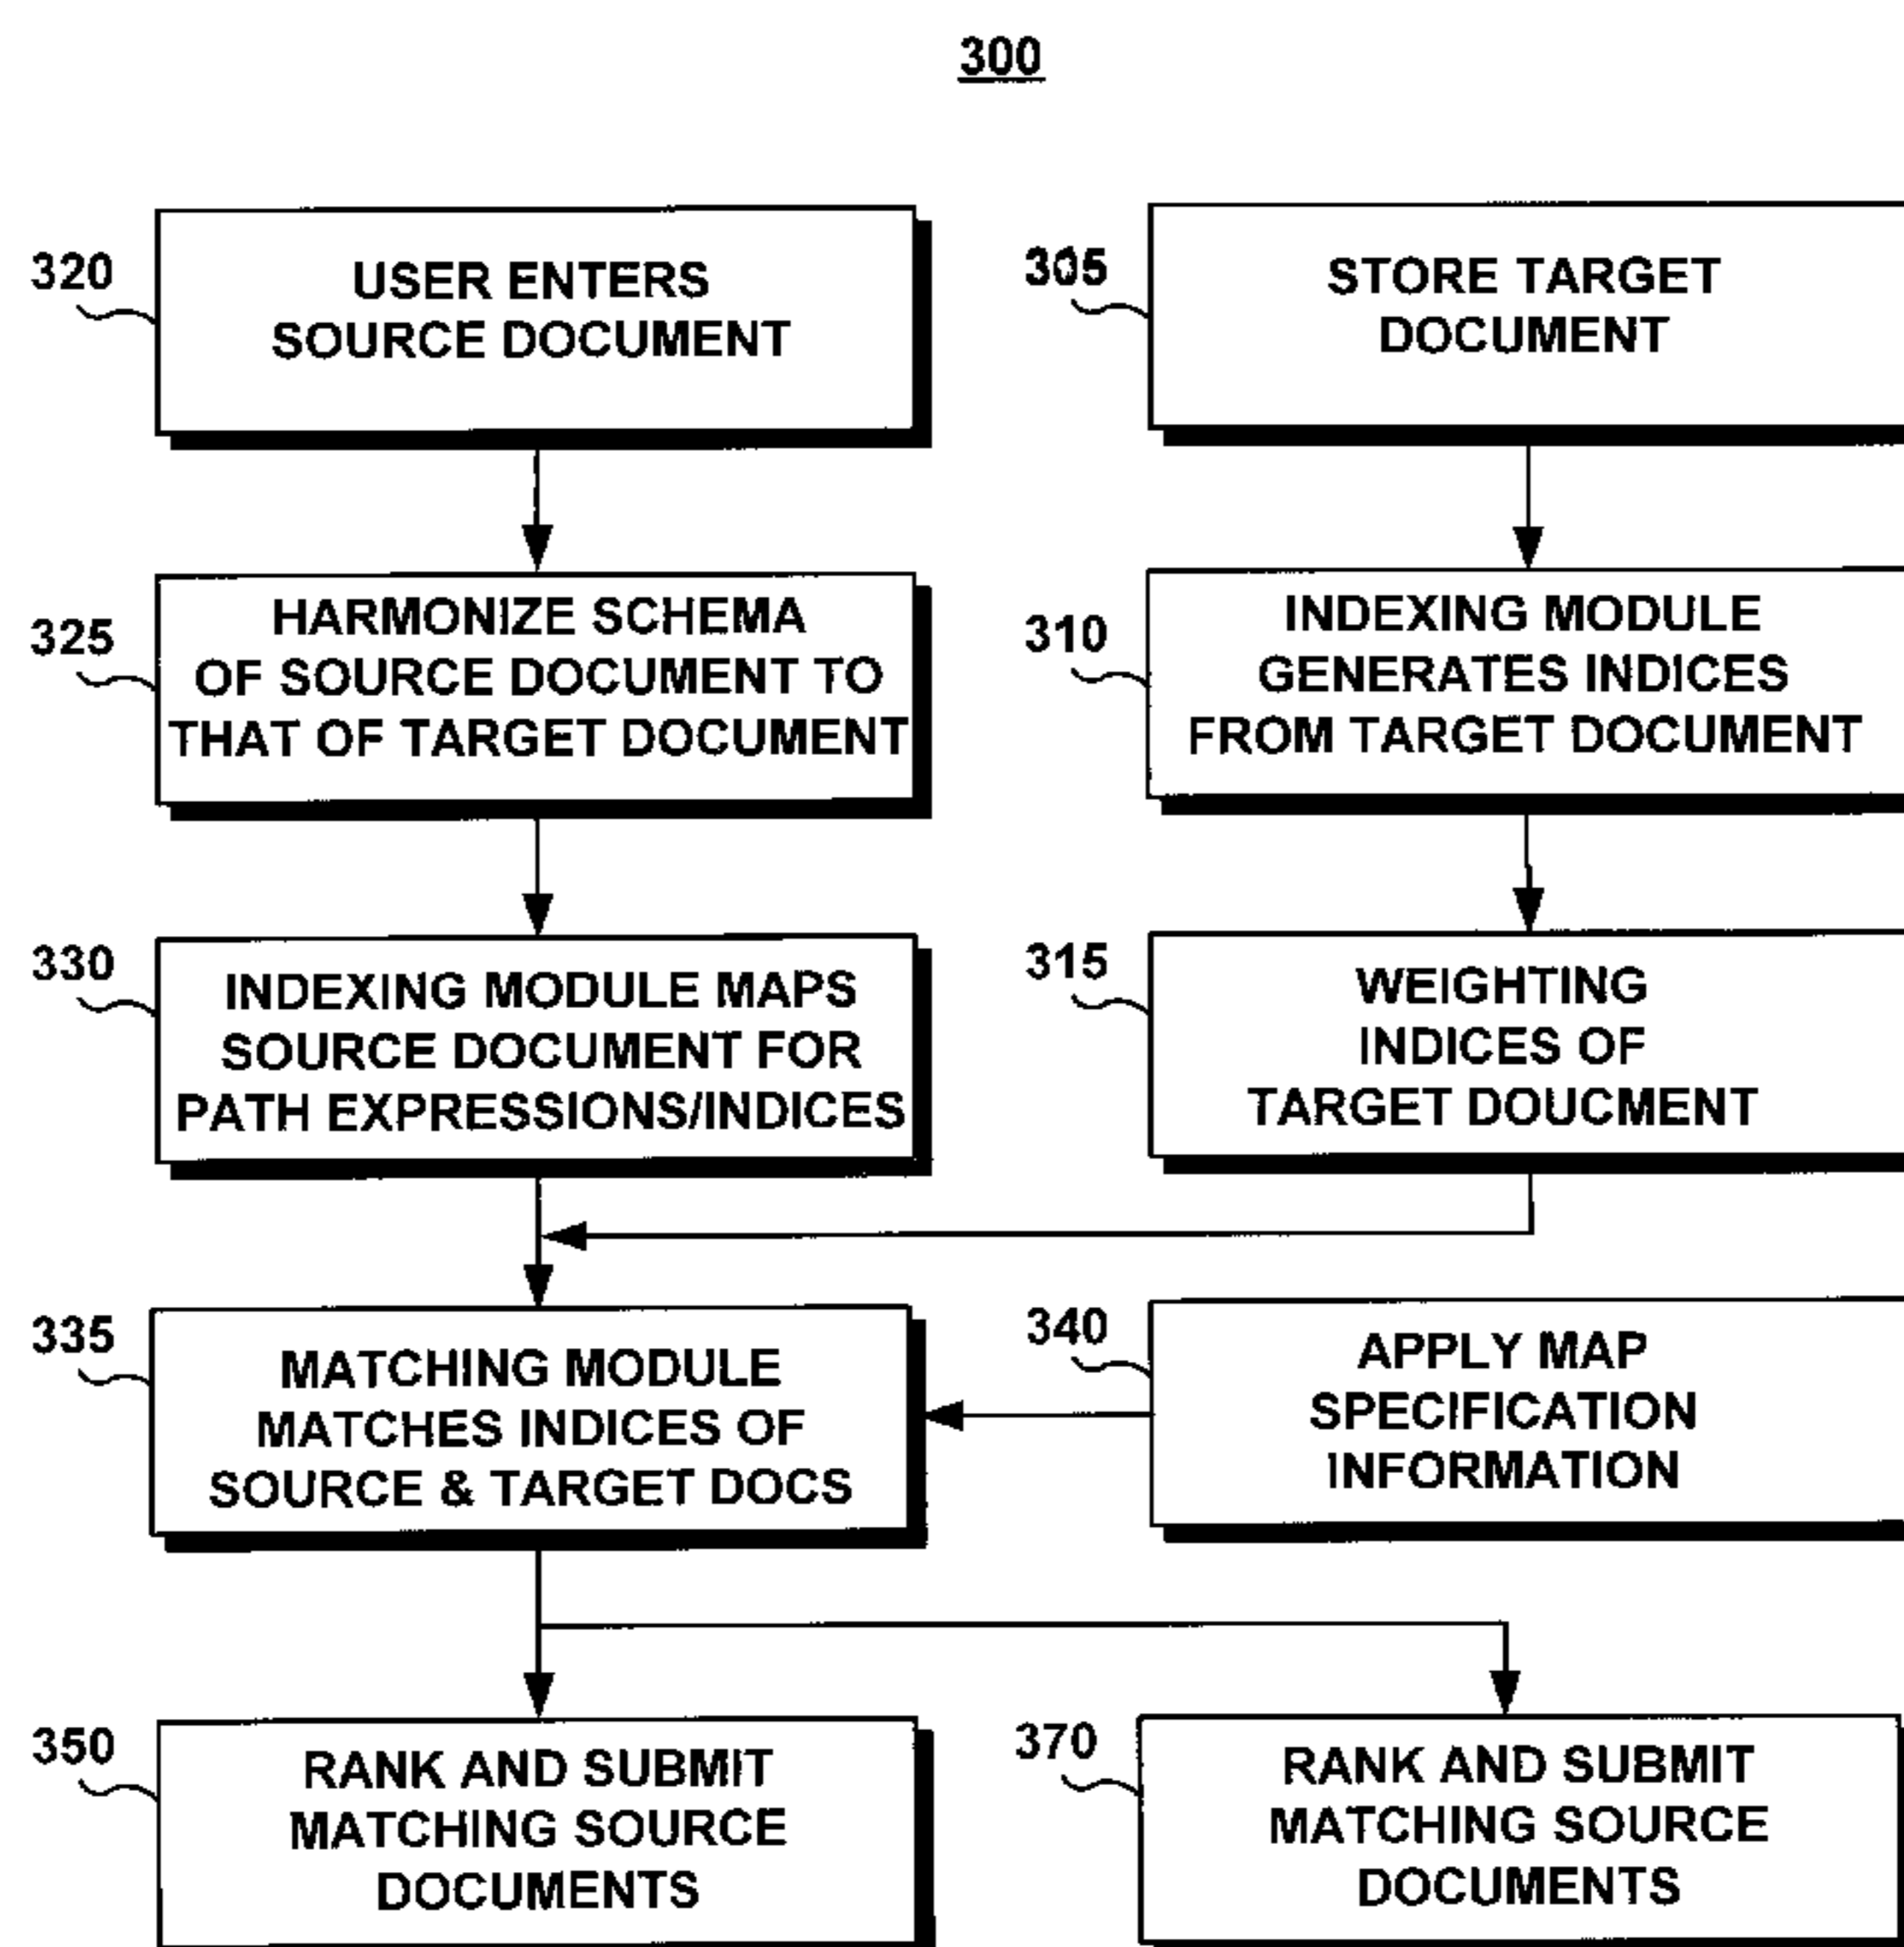 300
320
USER ENTERS
SOURCE DOCUMENT
305
STORE TARGET
DOCUMENT
325
HARMONIZE SCHEMA
OF SOURCE DOCUMENT TO
THAT OF TARGET DOCUMENT
310
INDEXING MODULE
GENERATES INDICES
FROM TARGET DOCUMENT
330
INDEXING MODULE MAPS
SOURCE DOCUMENT FOR
PATH EXPRESSIONS/INDICES
315
WEIGHTING
INDICES OF
TARGET DOUCMENT
335
MATCHING MODULE
MATCHES INDICES OF
SOURCE & TARGET DOCS
340
APPLY MAP
SPECIFICATION
INFORMATION
350
RANK AND SUBMIT
MATCHING SOURCE
DOCUMENTS
370
RANK AND SUBMIT
MATCHING SOURCE
DOCUMENTS